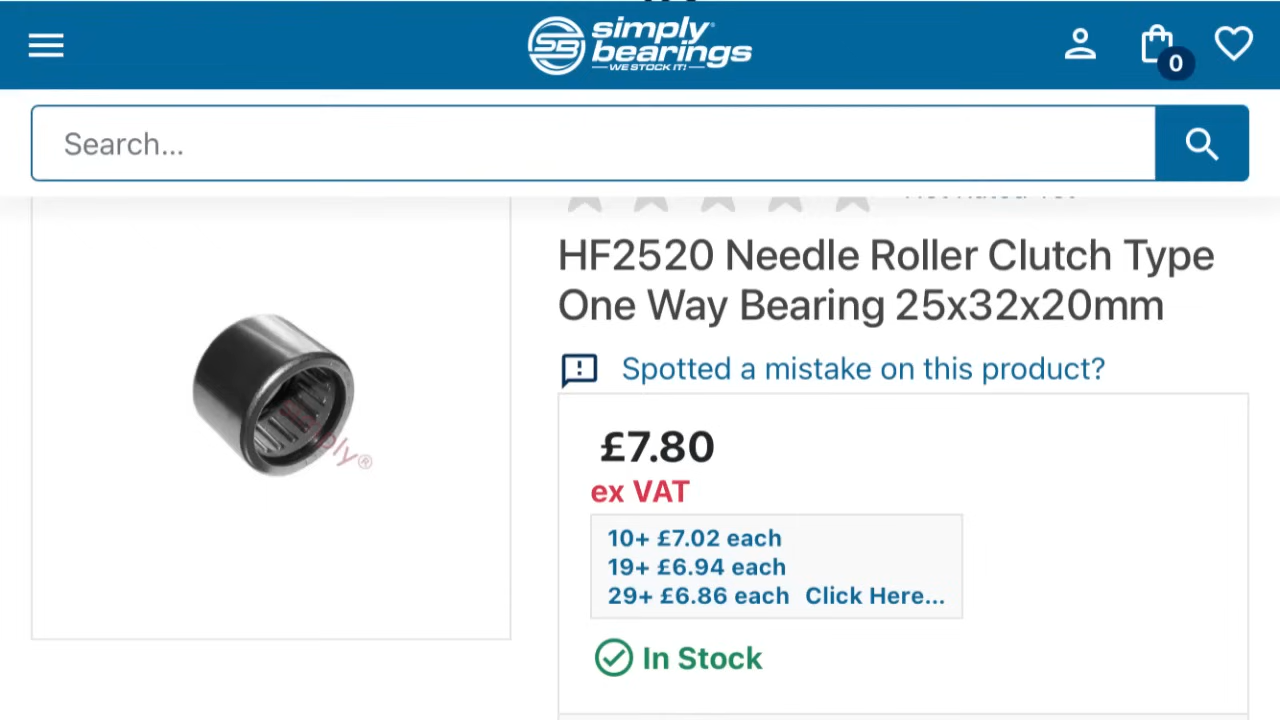 simply
bearings
WE STOCK IT!
0
Search...
HF2520 Needle Roller Clutch Type
One Way Bearing 25x32x20mm
Spotted a mistake on this product?
£7.80
ex VAT
10+ £7.02 each
19+ £6.94 each
29+ £6.86 each Click Here...
In Stock